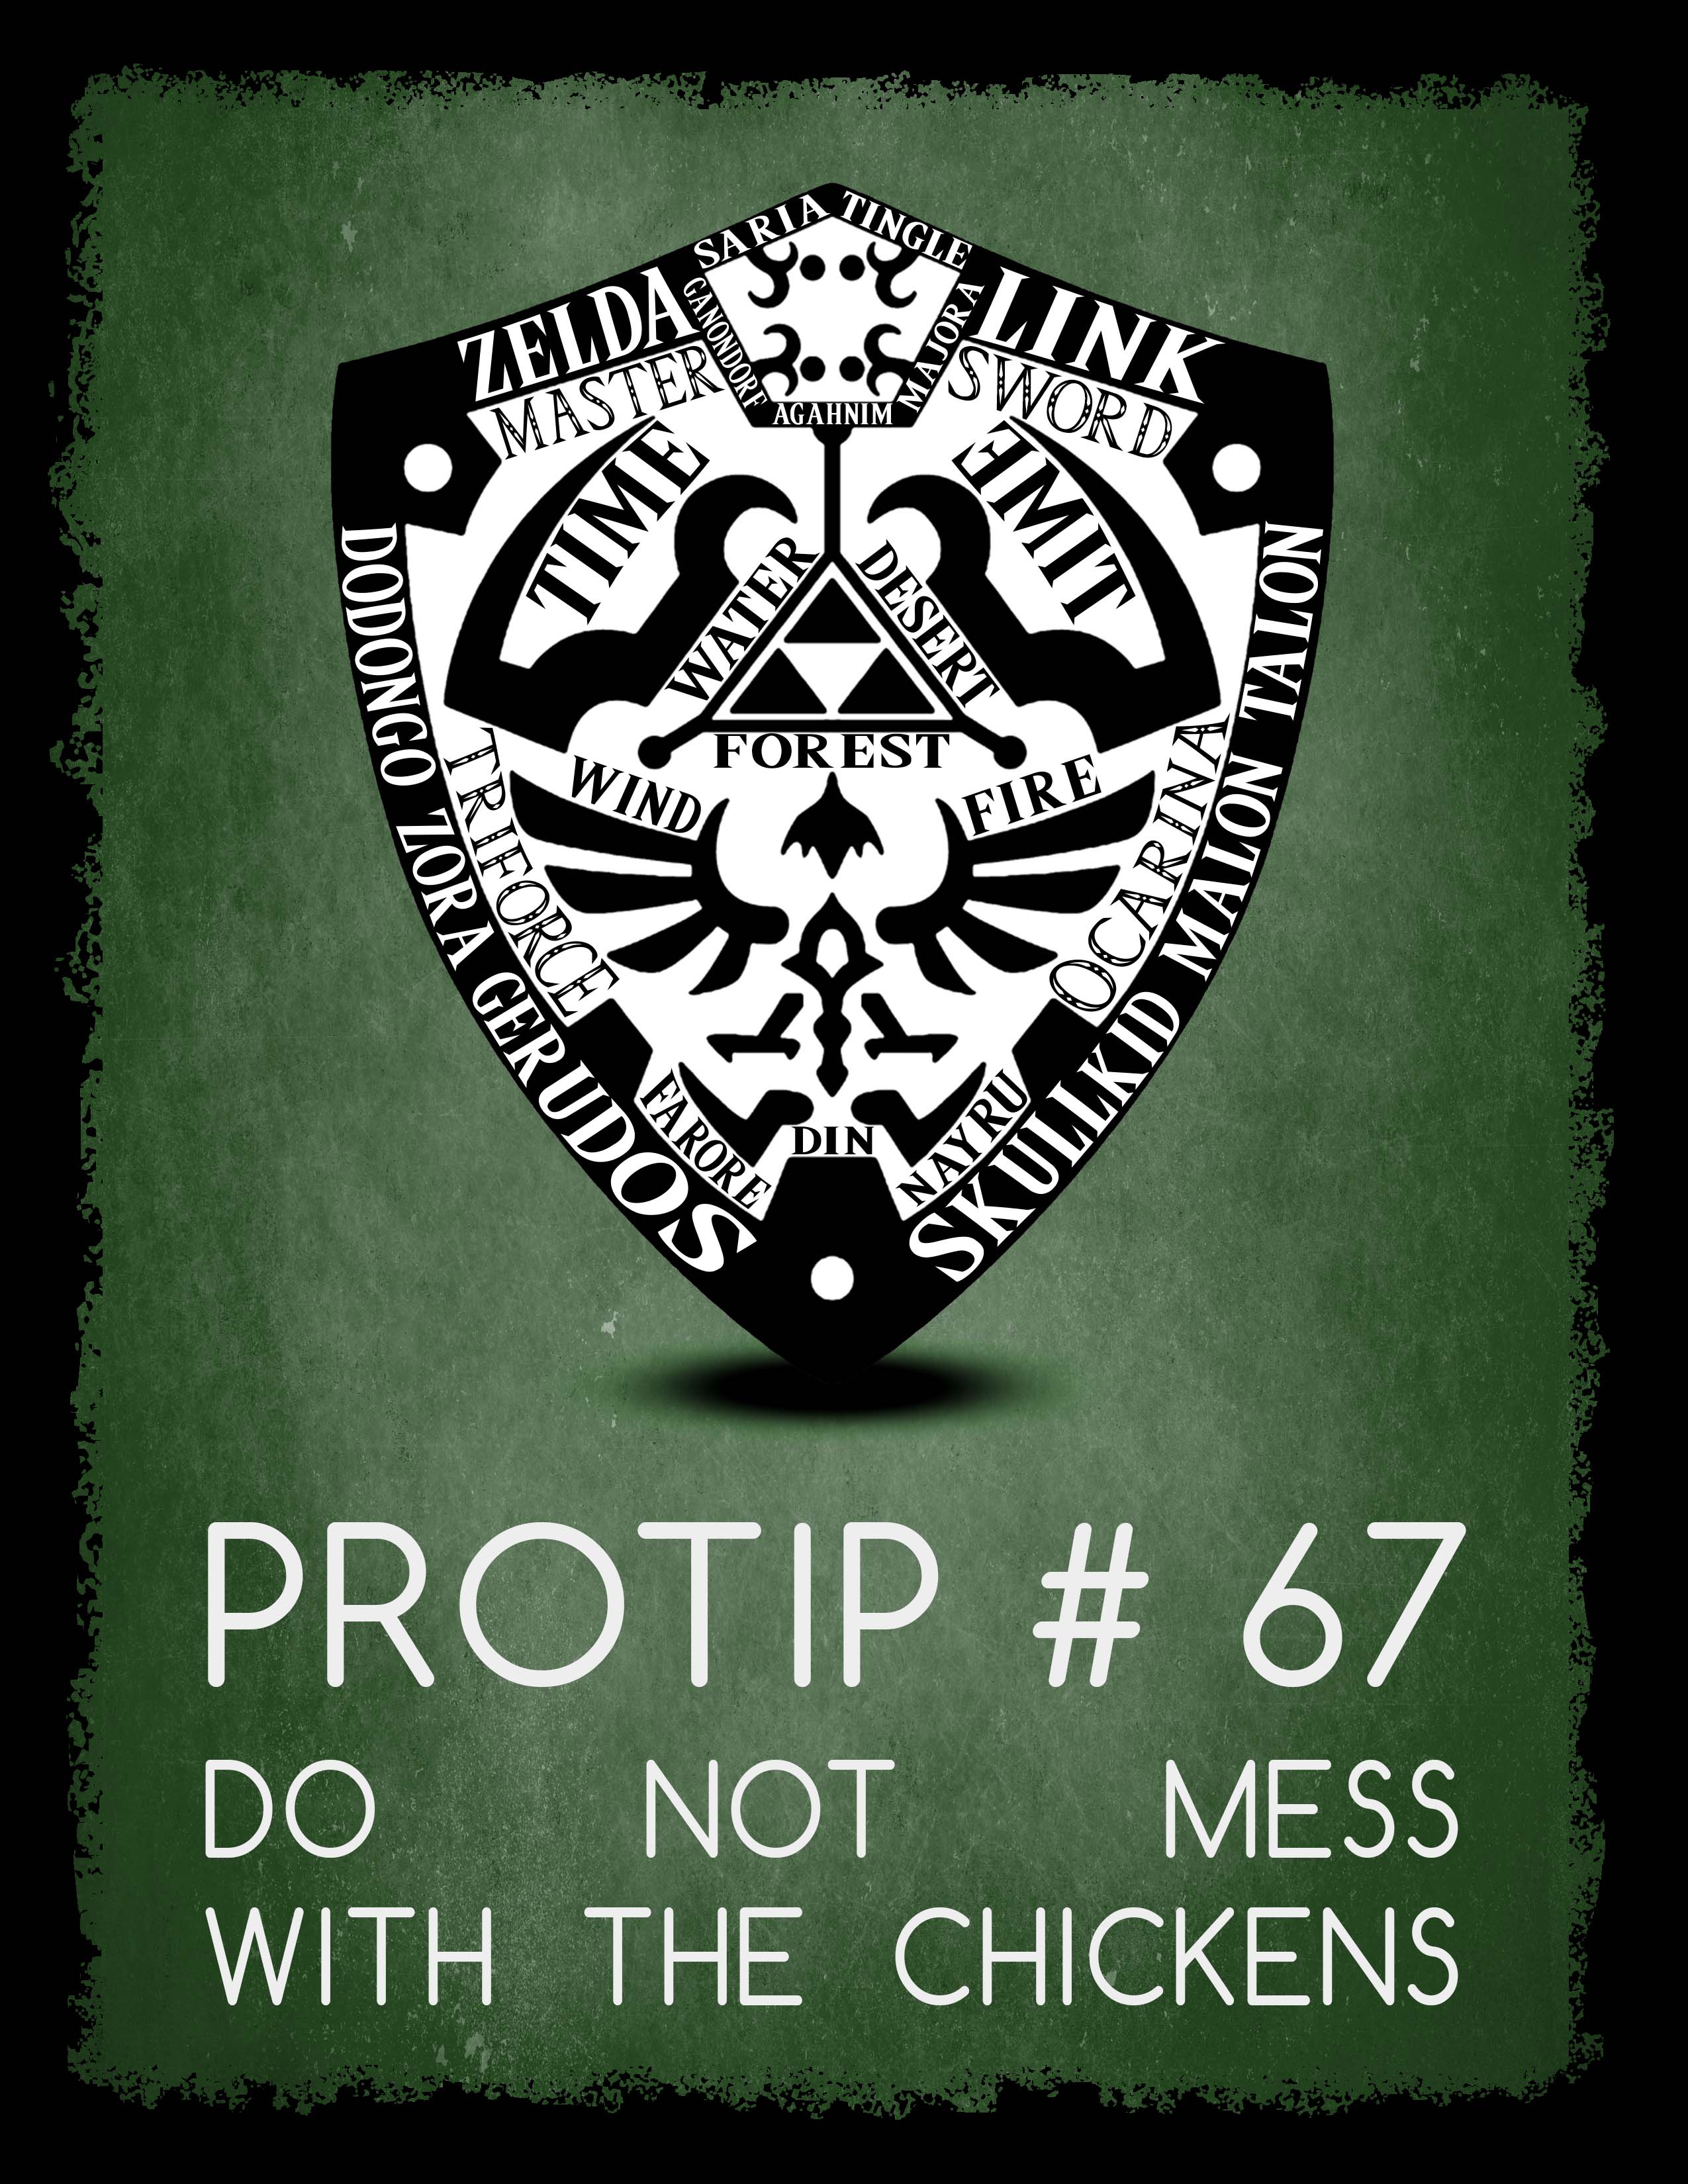 SARIA TINGLE
ZELDA LINK
GANONDORF MAJORA
MASTER SWORD
AGAHNIM
TIME TIME
WATER DESERT
FOREST
WIND FIRE
TRIFORCE OCARINA
DODONGO ZORA GERUDOS
SKULLKID MALON TALON
FARORE DIN NAYRU
PROTIP # 67
DO NOT MESS
WITH THE CHICKENS